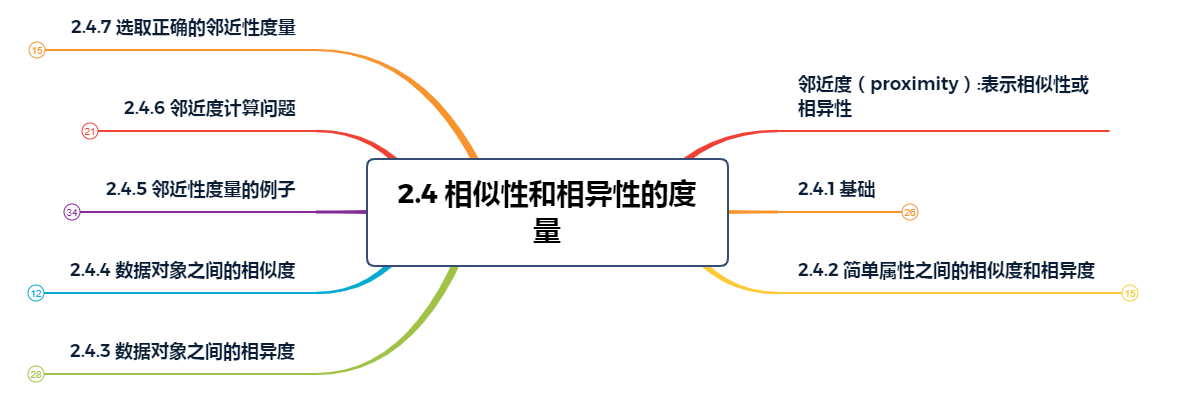 2.4.7 选取正确的邻近性度量
15
2.4.6 邻近度计算问题
21
2.4.5 邻近性度量的例子
34
2.4.4 数据对象之间的相似度
12
2.4.3 数据对象之间的相异度
28
2.4 相似性和相异性的度
量
邻近度（proximity）:表示相似性或
相异性
2.4.1 基础
26
2.4.2 简单属性之间的相似度和相异度
15